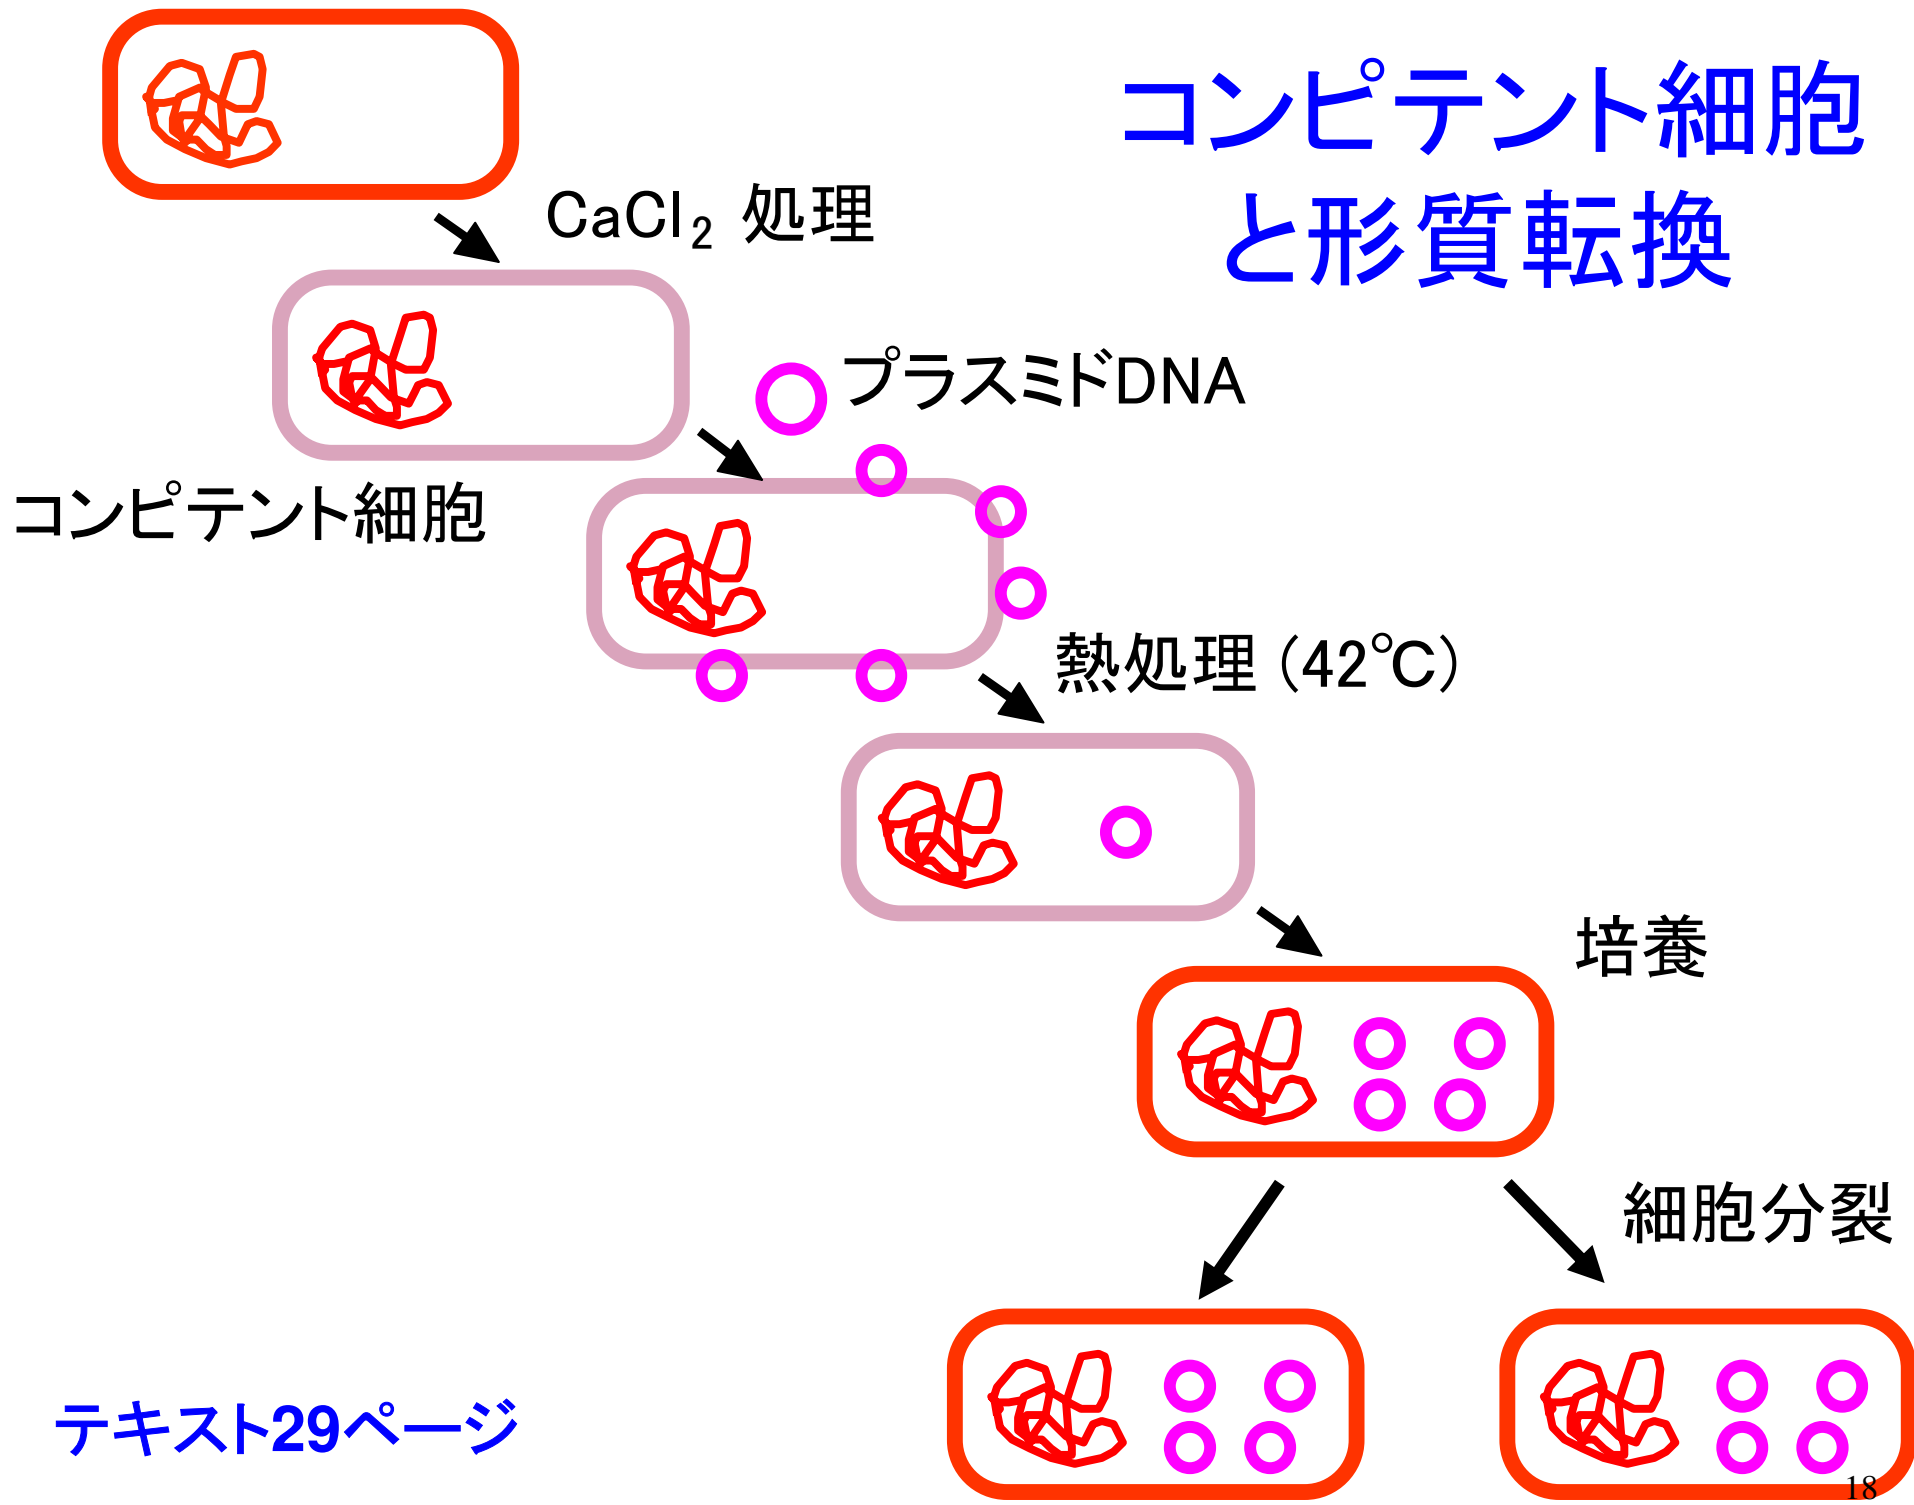 コンピテント細胞
と形質転換
CaCl₂ 処理
プラスミドDNA
コンピテント細胞
熱処理（42℃）
培養
細胞分裂
テキスト29ページ
18